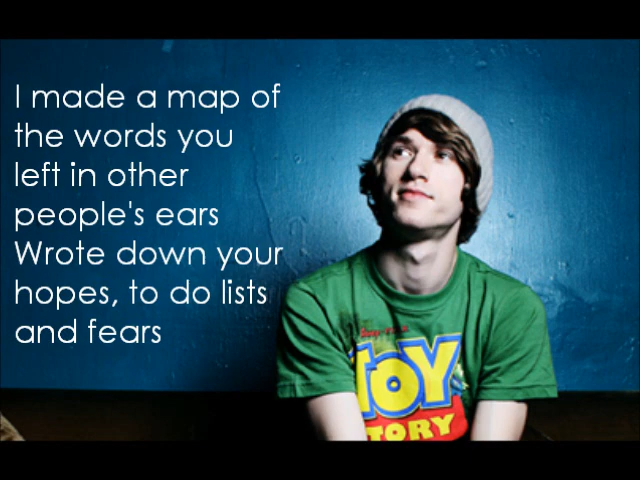 I made a map of
the words you
left in other
people's ears
Wrote down your
hopes, to do lists
and fears
TOY
STORY